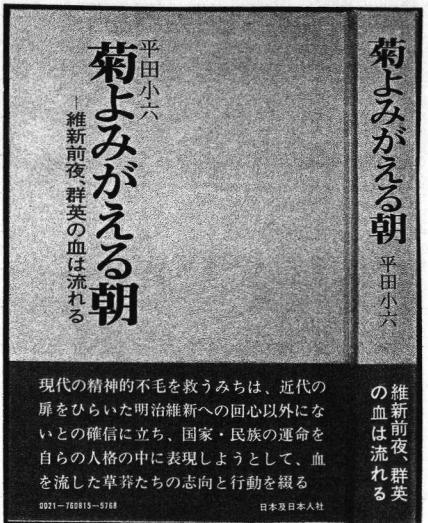 平田小六
菊よみがえる朝
―維新前夜、群英の血は流れる
現代の精神的不毛を救うみちは、近代の
扉をひらいた明治維新への回心以外にな
いとの確信に立ち、国家・民族の運命を
自らの人格の中に表現しようとして、血
を流した草莽たちの志向と行動を綴る
0021―760815―5768
日本及日本人社
菊よみがえる朝
平田小六
維新前夜、群英
の血は流れる